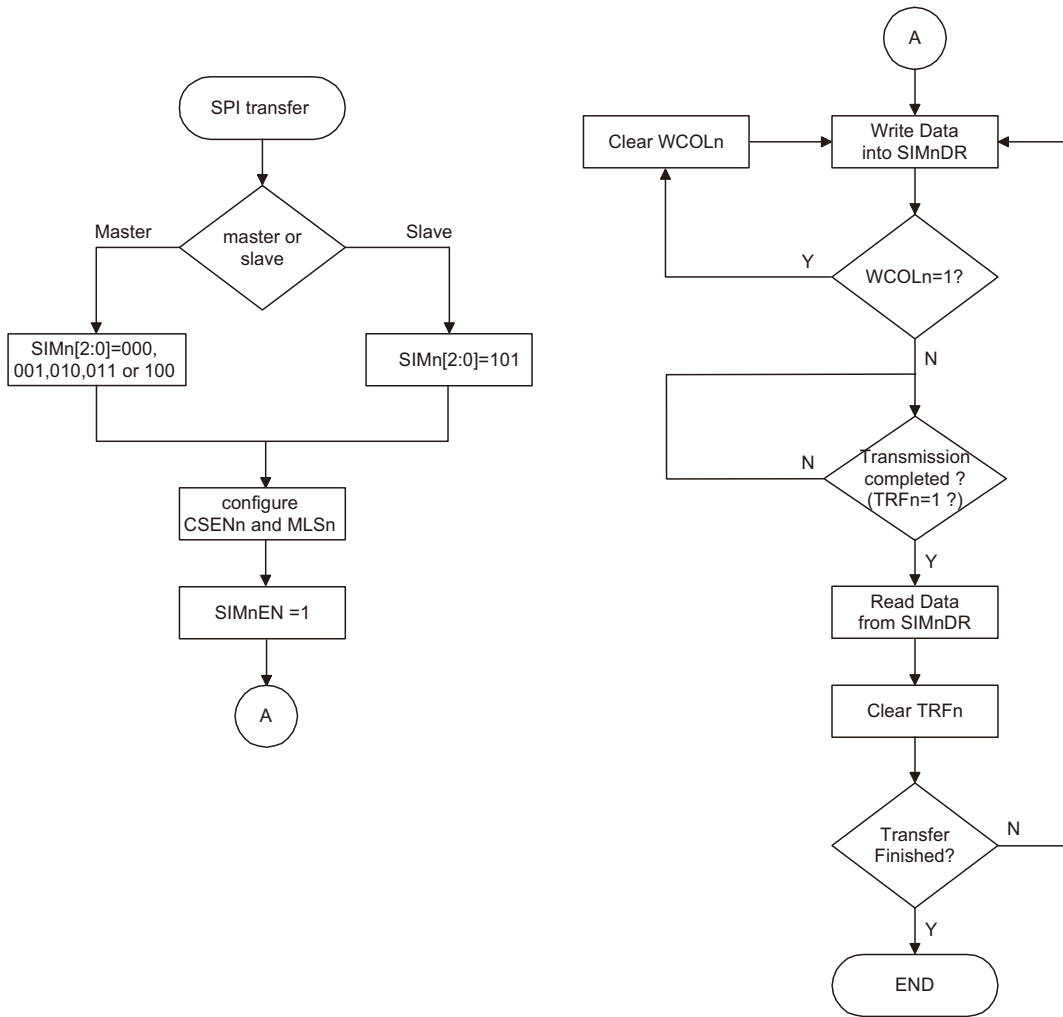 SPI transfer
master or
slave
Master
Slave
SIMn[2:0]=000,
001,010,011 or 100
SIMn[2:0]=101
configure
CSENn and MLSn
SIMnEN =1
A
A
Clear WCOLn
Write Data
into SIMnDR
Y
WCOLn=1?
N
N
Transmission
completed ?
(TRFn=1 ?)
Y
Read Data
from SIMnDR
Clear TRFn
Transfer
Finished?
N
Y
END